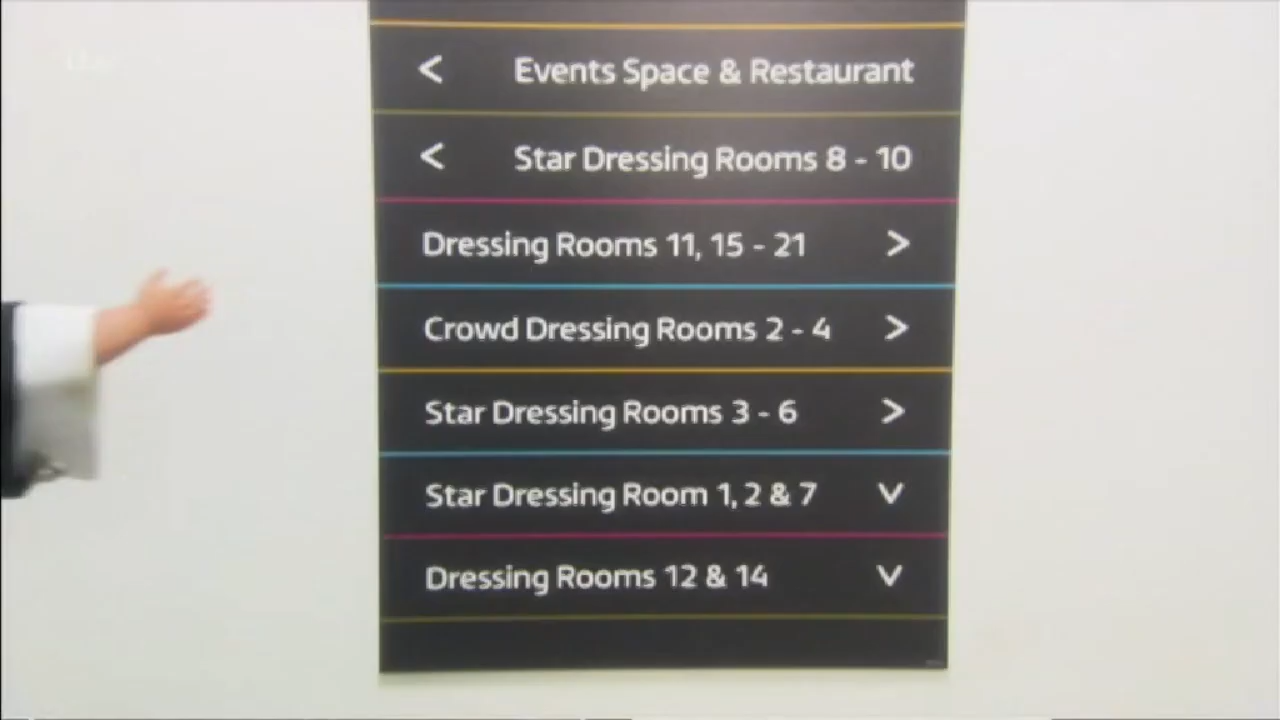 itv
< Events Space & Restaurant
< Star Dressing Rooms 8 - 10
Dressing Rooms 11, 15 - 21 >
Crowd Dressing Rooms 2 - 4 >
Star Dressing Rooms 3 - 6 >
Star Dressing Room 1, 2 & 7 v
Dressing Rooms 12 & 14 v